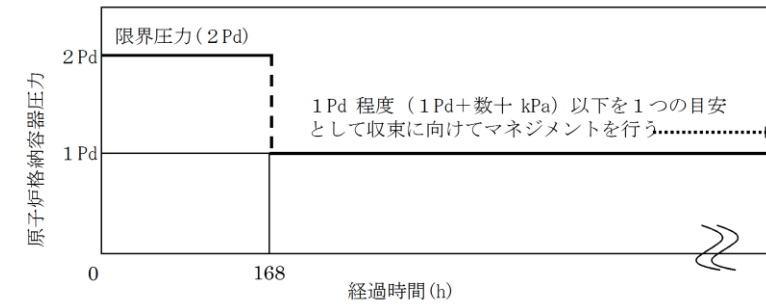 限界圧力(２Pd)
２Pd
１Pd 程度（１Pd＋数十 kPa）以下を１つの目安
として収束に向けてマネジメントを行う
１Pd
原子炉格納容器圧力
0
168
経過時間(h)